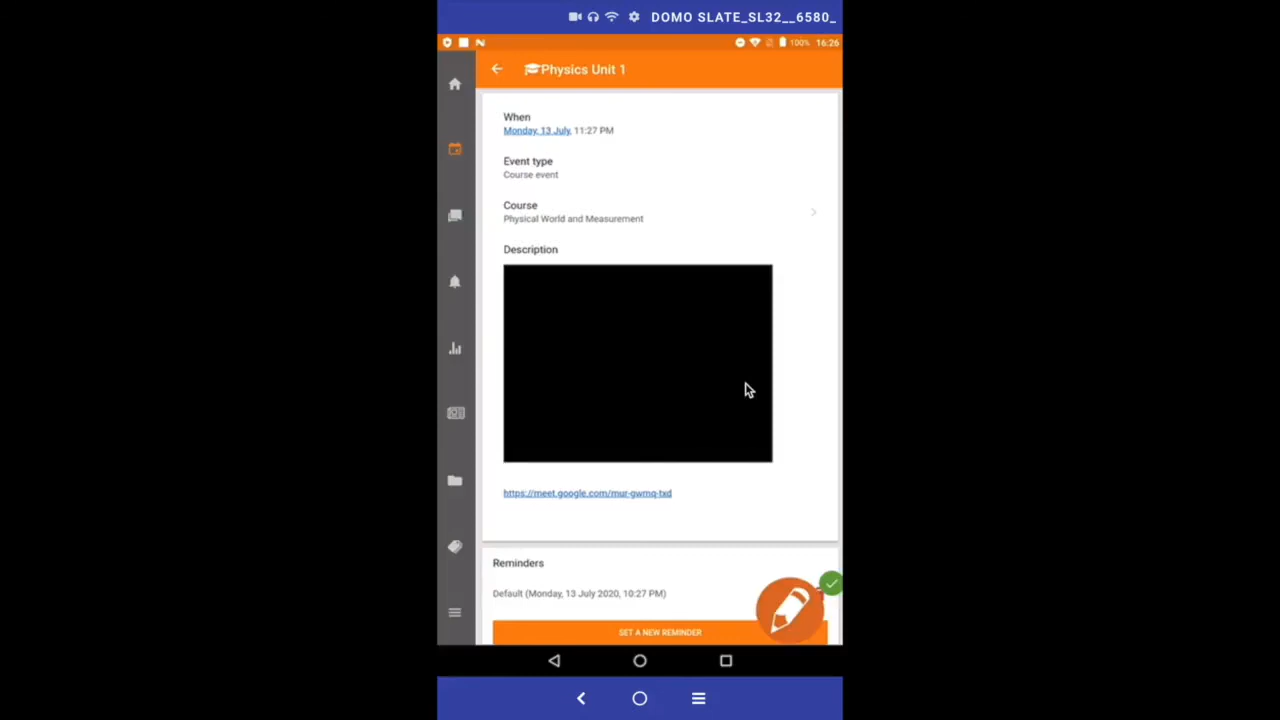 DOMO SLATE_SL32__6580_
100% 16:26
Physics Unit 1
When
Monday, 13 July, 11:27 PM
Event type
Course event
Course
Physical World and Measurement
Description
https://meet.google.com/mur-gwmq-txd
Reminders
Default (Monday, 13 July 2020, 10:27 PM)
SET A NEW REMINDER